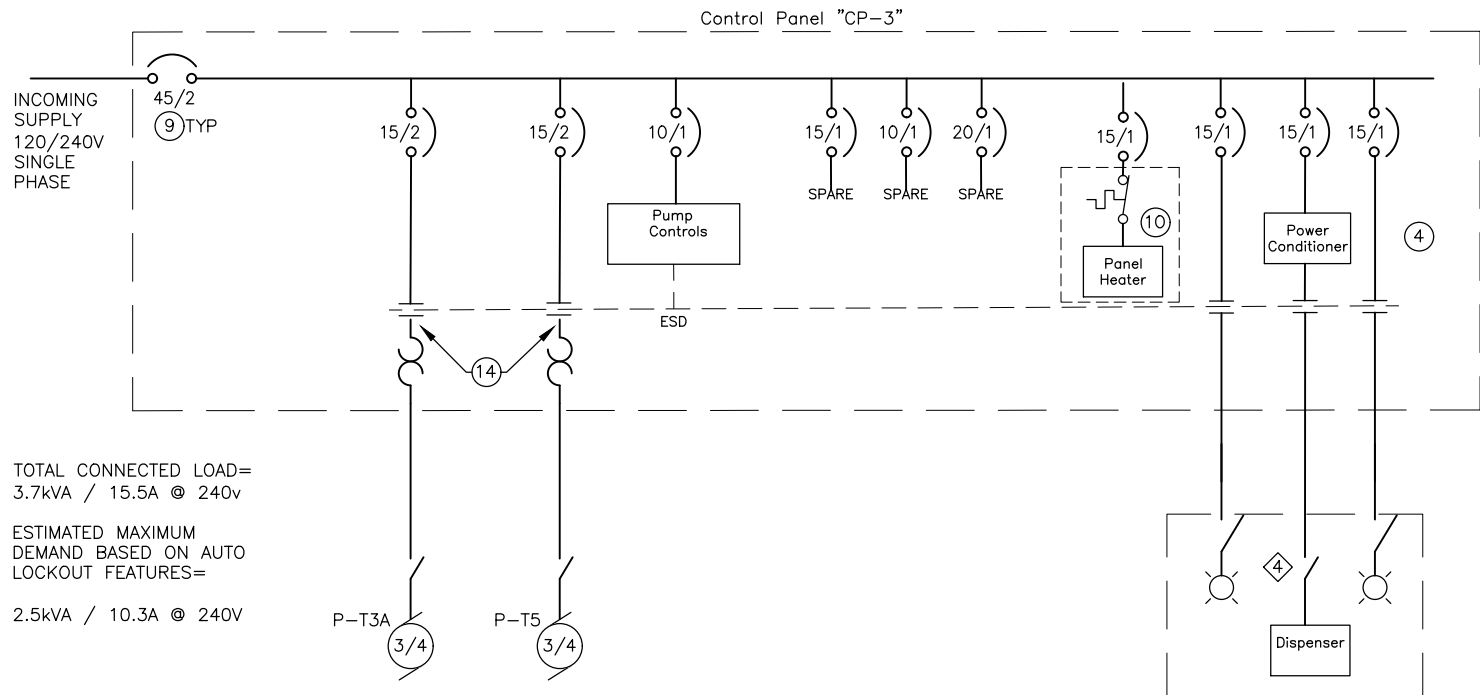 Control Panel "CP-3"
INCOMING
SUPPLY
120/240V
SINGLE
PHASE
45/2
9 TYP
15/2
15/2
10/1
15/1
10/1
20/1
15/1
15/1
15/1
15/1
SPARE
SPARE
SPARE
Pump
Controls
10
Panel
Heater
Power
Conditioner
4
ESD
14
TOTAL CONNECTED LOAD=
3.7kVA / 15.5A @ 240v
ESTIMATED MAXIMUM
DEMAND BASED ON AUTO
LOCKOUT FEATURES=
2.5kVA / 10.3A @ 240V
P-T3A
3/4
P-T5
3/4
4
Dispenser